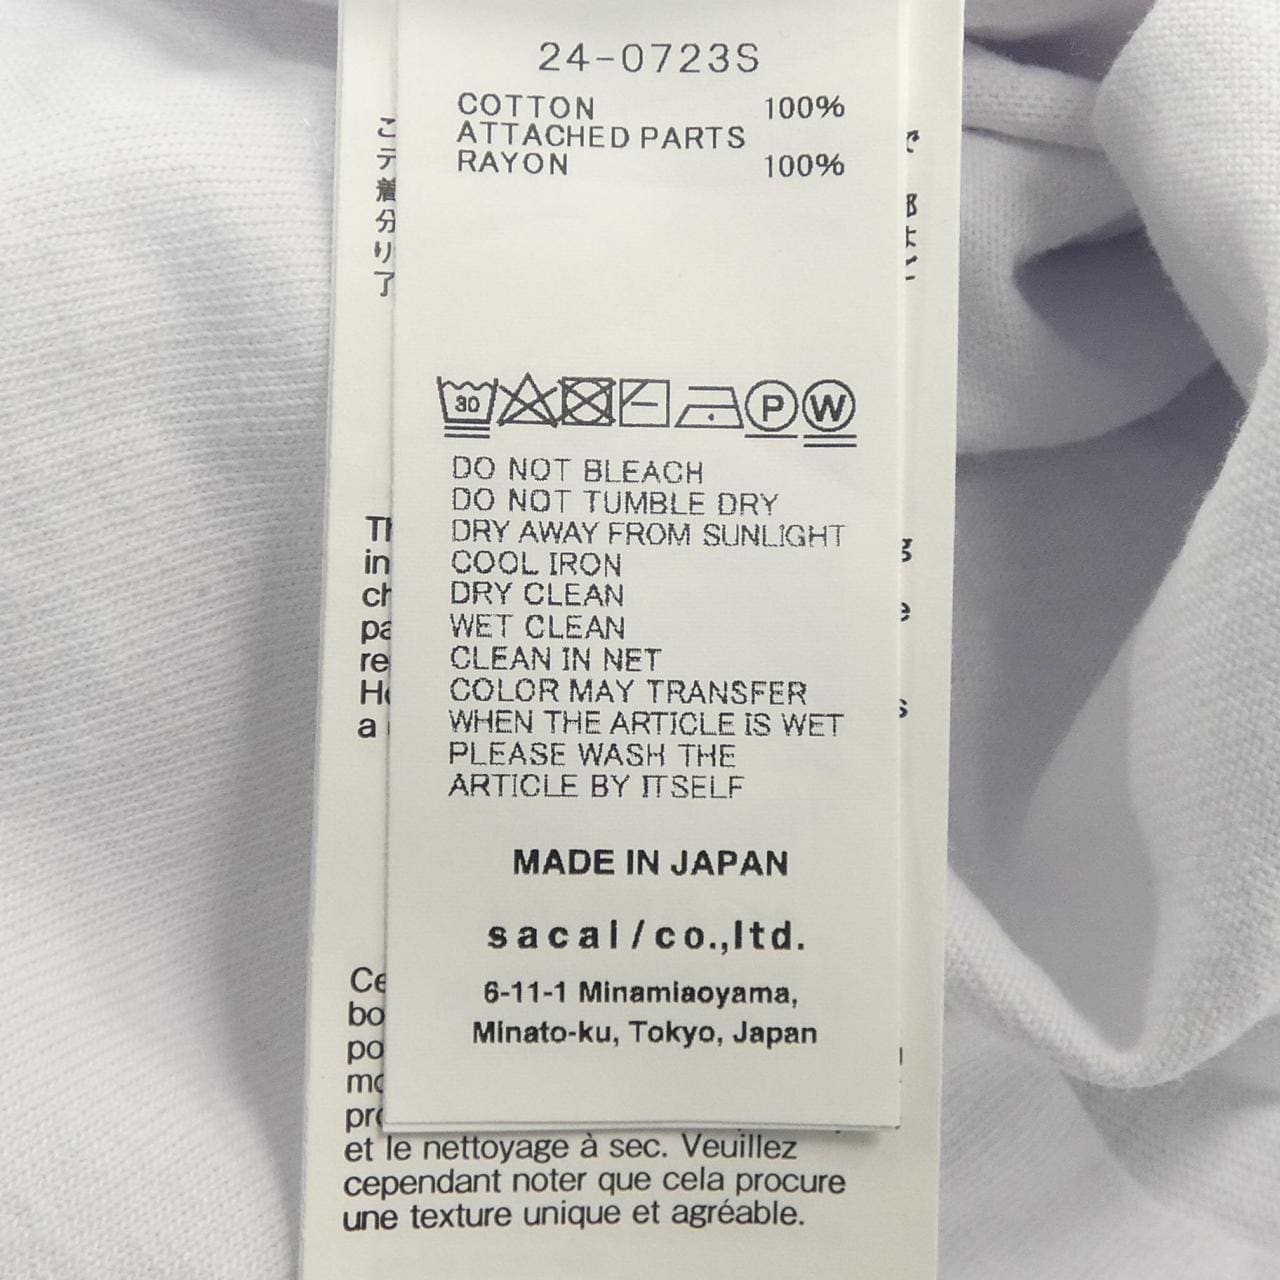 24-0723S
COTTON 100%
ATTACHED PARTS
RAYON 100%
30
P
W
DO NOT BLEACH
DO NOT TUMBLE DRY
DRY AWAY FROM SUNLIGHT
COOL IRON
DRY CLEAN
WET CLEAN
CLEAN IN NET
COLOR MAY TRANSFER
WHEN THE ARTICLE IS WET
PLEASE WASH THE
ARTICLE BY ITSELF
MADE IN JAPAN
sacai/co.,ltd.
6-11-1 Minamiaoyama,
Minato-ku, Tokyo, Japan
et le nettoyage à sec. Veuillez
cependant noter que cela procure
une texture unique et agréable.